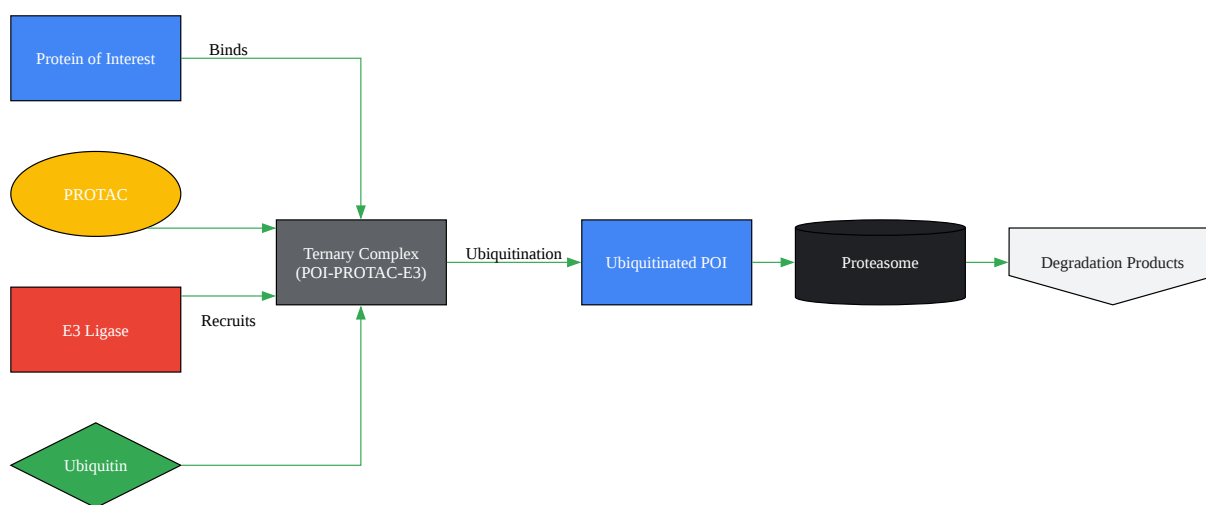 Protein of Interest
Binds
PROTAC
Ternary Complex
(POI-PROTAC-E3)
Ubiquitination
Ubiquitinated POI
Proteasome
Degradation Products
E3 Ligase
Recruits
Ubiquitin